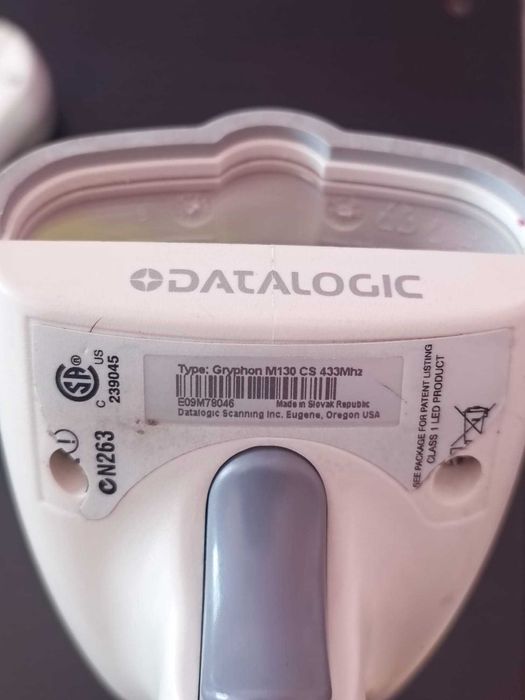 DATALOGIC
Type: Gryphon M130 CS 433Mhz
E09M78046 Made in Slovak Republic
Datalogic Scanning Inc. Eugene, Oregon USA
SA ®
C US
239045
N263
SEE PACKAGE FOR PATENT LISTING
CLASS 1 LED PRODUCT